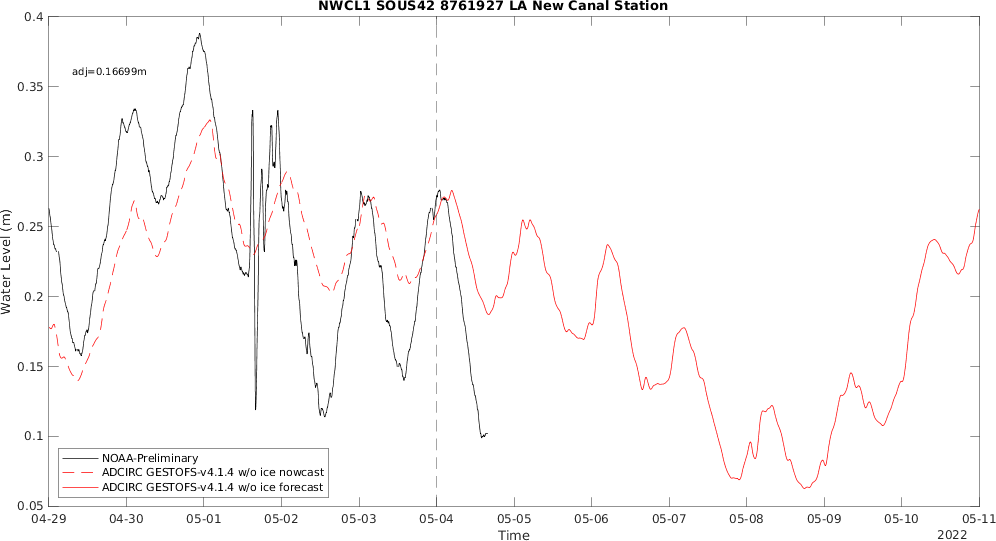 NWCL1 SOUS42 8761927 LA New Canal Station
adj=0.16699m
Water Level (m)
0.4
0.35
0.3
0.25
0.2
0.15
0.1
0.05
NOAA-Preliminary
ADCIRC GESTOFS-v4.1.4 w/o ice nowcast
ADCIRC GESTOFS-v4.1.4 w/o ice forecast
04-29 04-30 05-01 05-02 05-03 05-04 05-05 05-06 05-07 05-08 05-09 05-10 05-11
Time
2022